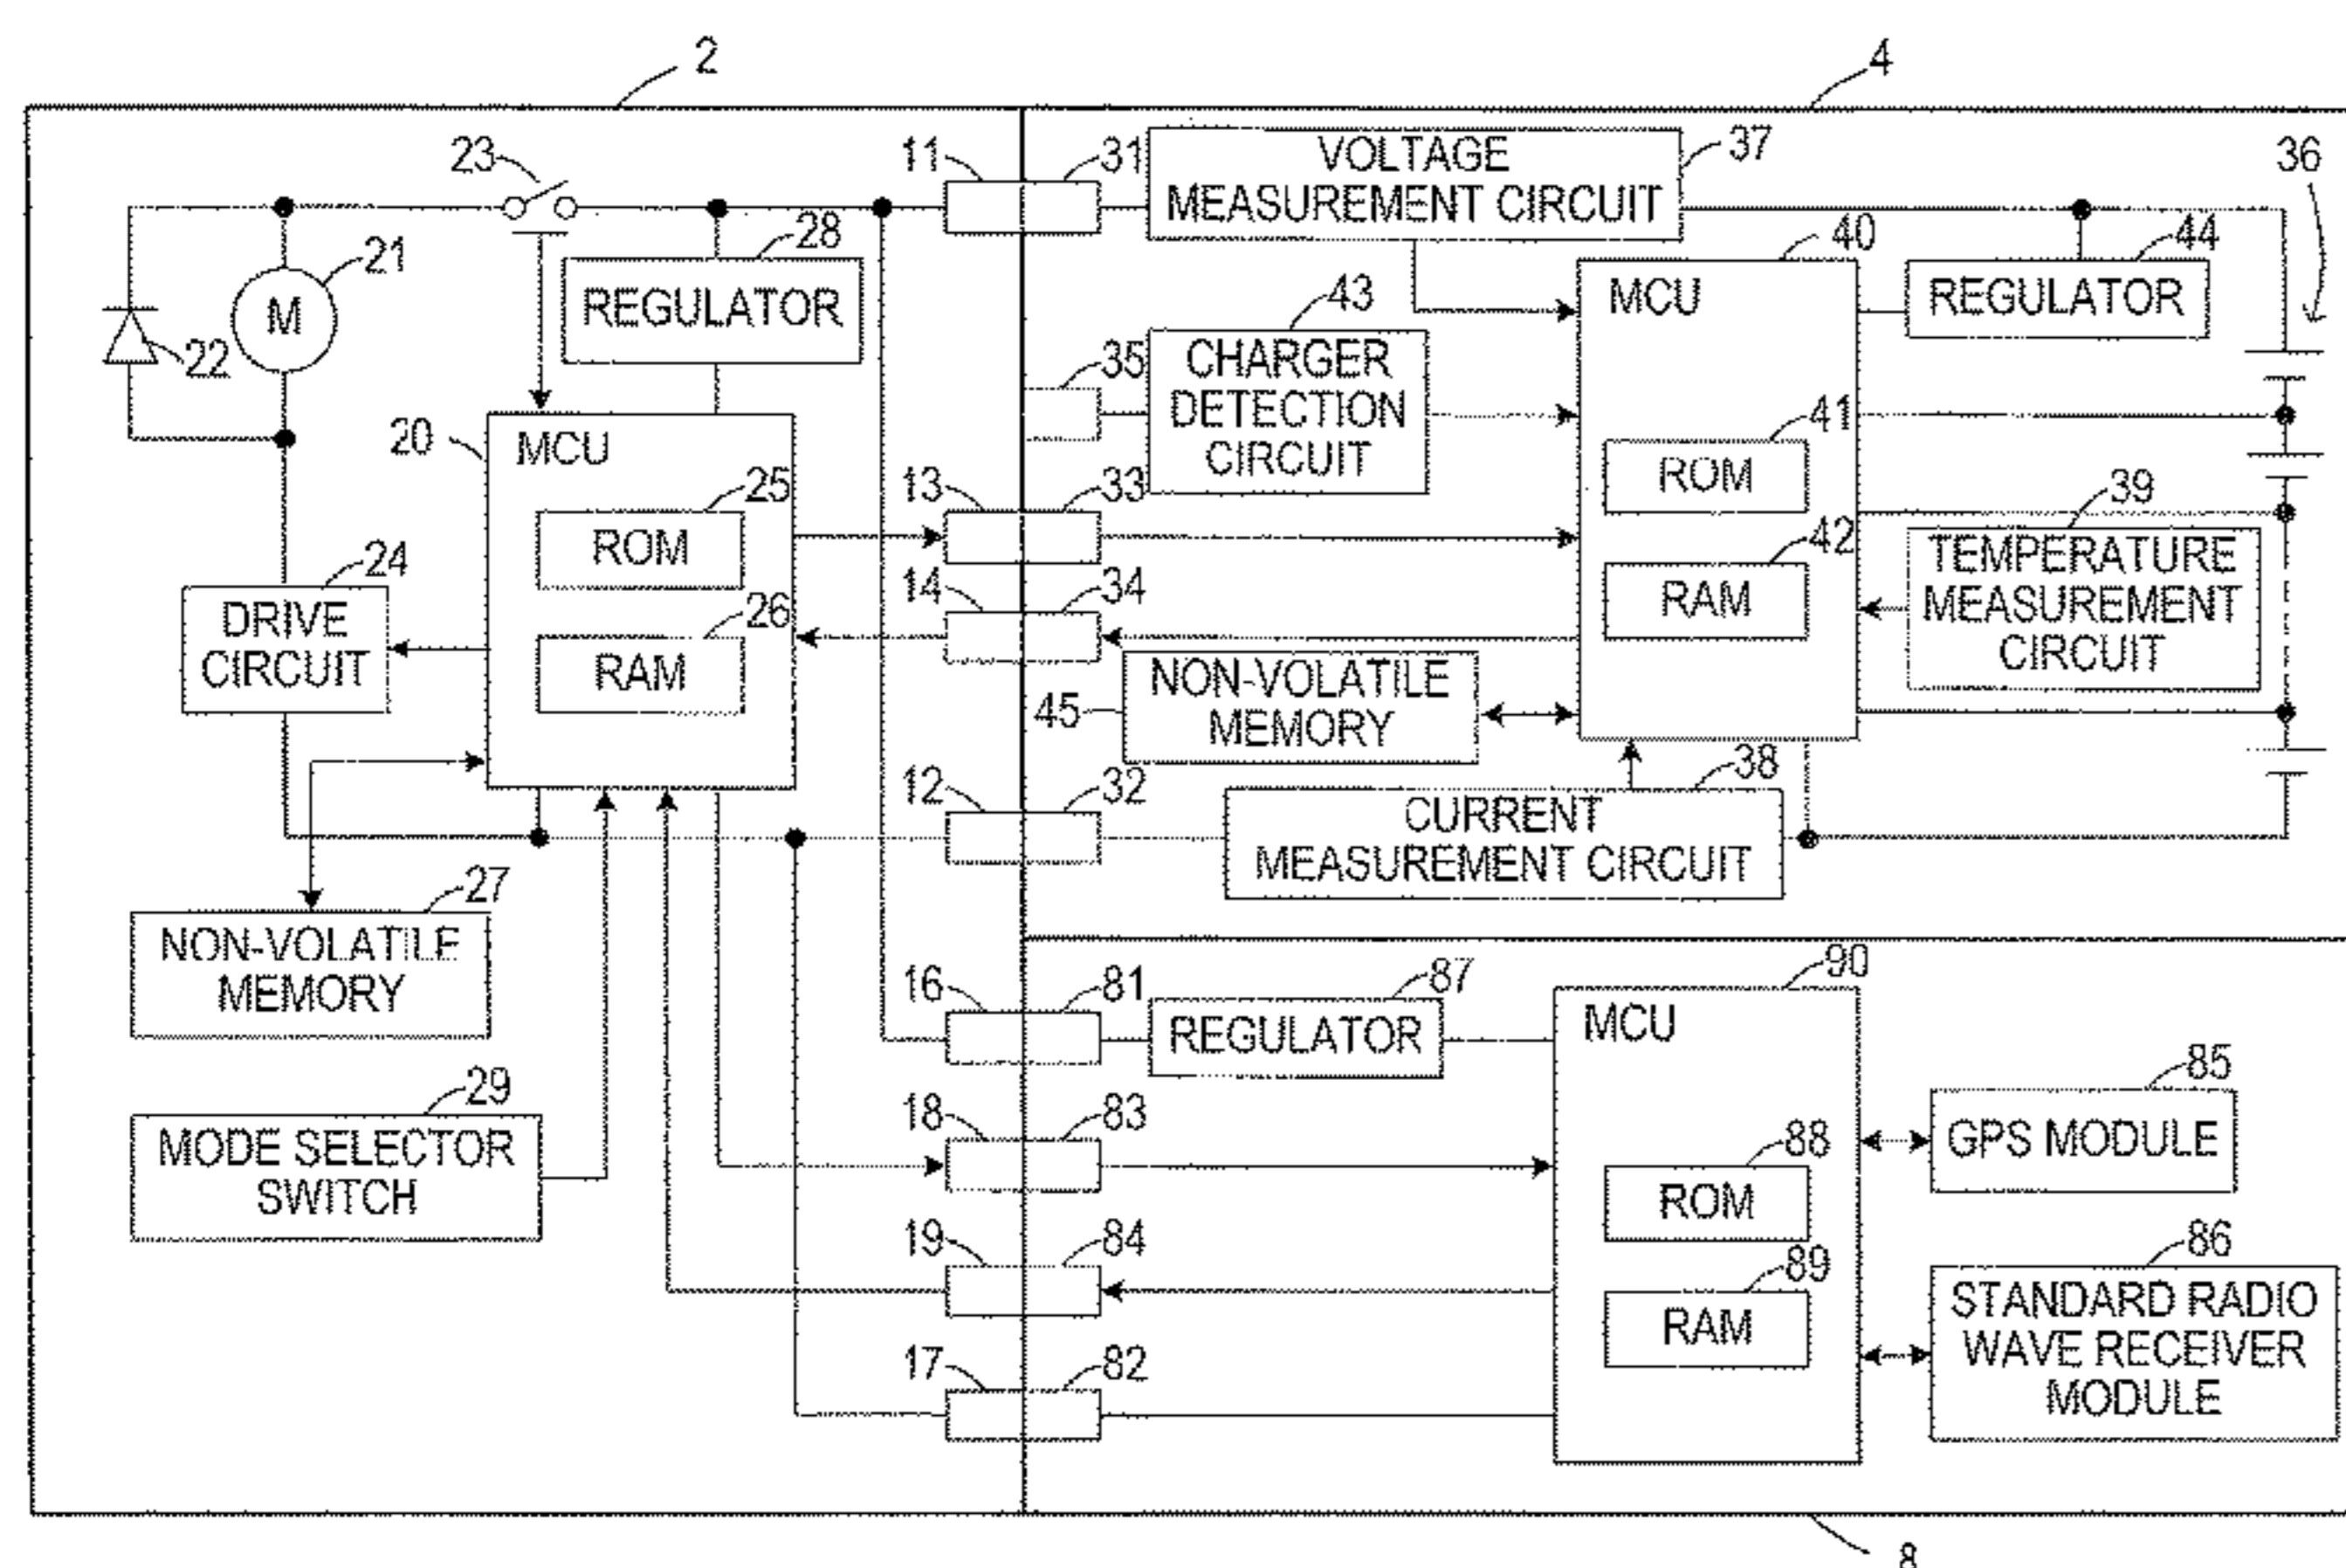 2
4
23
11
31
VOLTAGE
MEASUREMENT CIRCUIT
37
36
21
M
22
28
REGULATOR
40
MCU
44
REGULATOR
43
CHARGER
DETECTION
CIRCUIT
35
20
MCU
25
ROM
26
RAM
13
33
41
ROM
42
RAM
39
TEMPERATURE
MEASUREMENT
CIRCUIT
24
DRIVE
CIRCUIT
14
34
45
NON-VOLATILE
MEMORY
12
32
38
CURRENT
MEASUREMENT CIRCUIT
27
NON-VOLATILE
MEMORY
29
MODE SELECTOR
SWITCH
16
81
87
REGULATOR
90
MCU
85
GPS MODULE
18
83
88
ROM
19
84
89
RAM
86
STANDARD RADIO
WAVE RECEIVER
MODULE
17
82
8